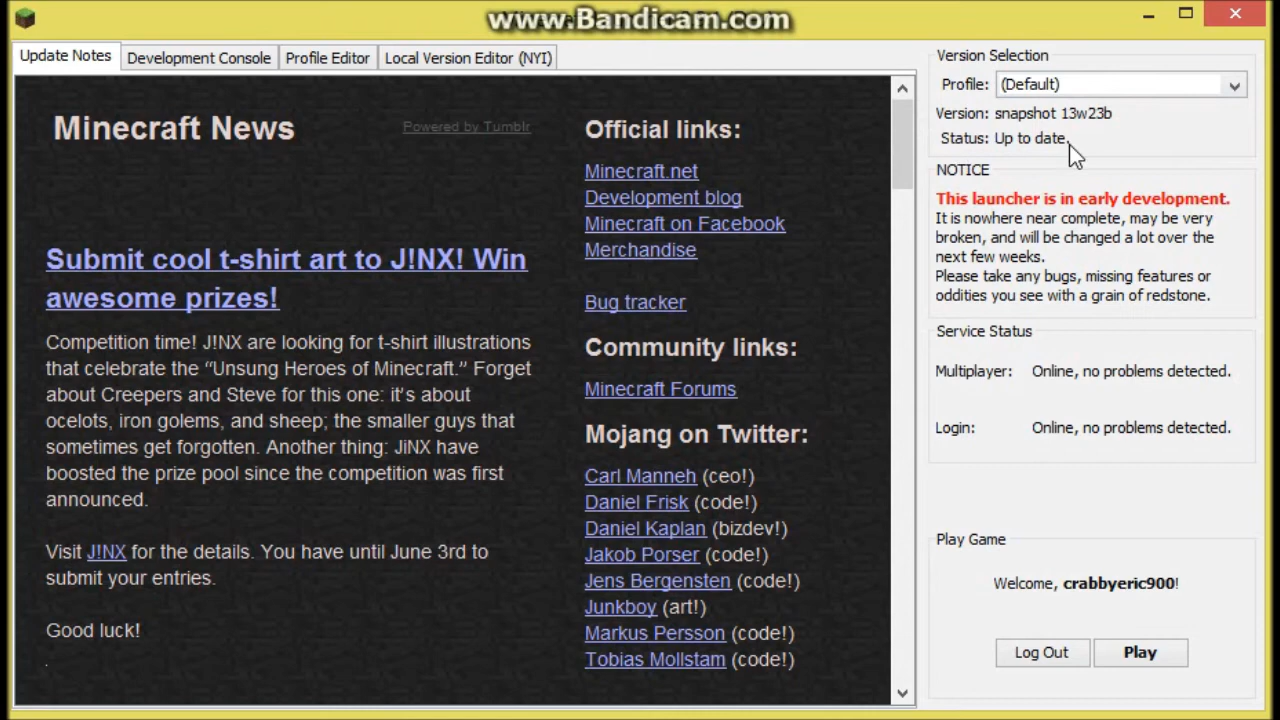 www.Bandicam.com
Update Notes
Development Console
Profile Editor
Local Version Editor (NYI)
Minecraft News
Powered by Tumblr
Submit cool t-shirt art to J!NX! Win
awesome prizes!
Competition time! J!NX are looking for t-shirt illustrations
that celebrate the “Unsung Heroes of Minecraft.” Forget
about Creepers and Steve for this one: it’s about
ocelots, iron golems, and sheep; the smaller guys that
sometimes get forgotten. Another thing: JiNX have
boosted the prize pool since the competition was first
announced.
Visit J!NX for the details. You have until June 3rd to
submit your entries.
Good luck!
.
Official links:
Minecraft.net
Development blog
Minecraft on Facebook
Merchandise
Bug tracker
Community links:
Minecraft Forums
Mojang on Twitter:
Carl Manneh (ceo!)
Daniel Frisk (code!)
Daniel Kaplan (bizdev!)
Jakob Porser (code!)
Jens Bergensten (code!)
Junkboy (art!)
Markus Persson (code!)
Tobias Mollstam (code!)
Version Selection
Profile: (Default)
Version: snapshot 13w23b
Status: Up to date.
NOTICE
This launcher is in early development.
It is nowhere near complete, may be very
broken, and will be changed a lot over the
next few weeks.
Please take any bugs, missing features or
oddities you see with a grain of redstone.
Service Status
Multiplayer: Online, no problems detected.
Login: Online, no problems detected.
Play Game
Welcome, crabbyeric900!
Log Out
Play